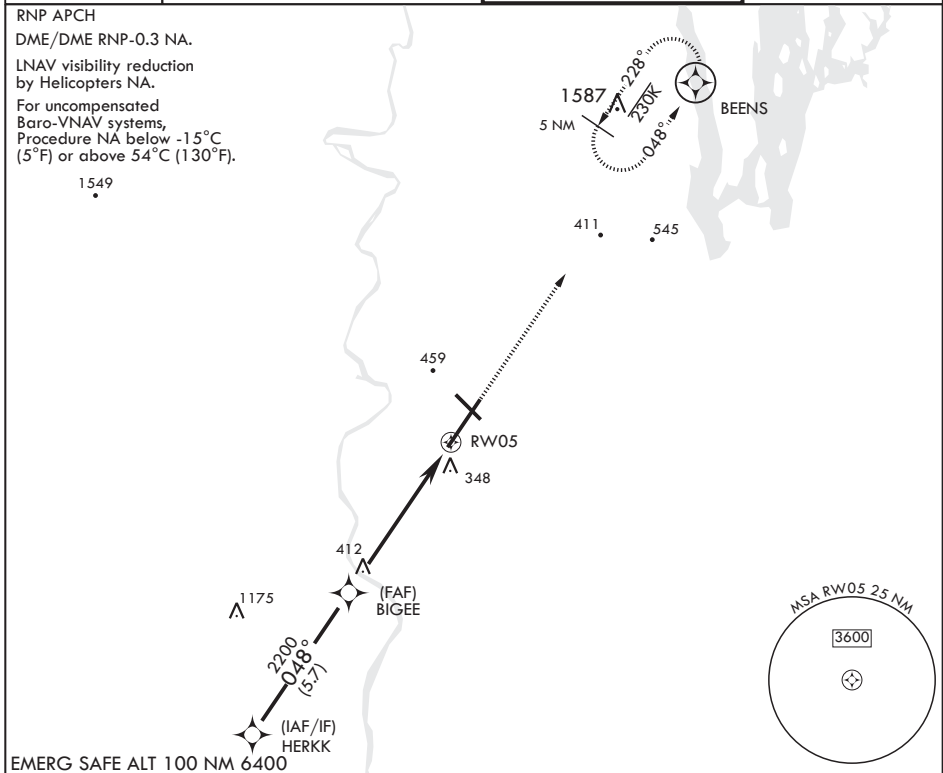 RNP APCH
DME/DME RNP-0.3 NA.
LNAV visibility reduction
by Helicopters NA.
For uncompensated
Baro-VNAV systems,
Procedure NA below -15°C
(5°F) or above 54°C (130°F).
1549
1587
228°
230K
048°
5 NM
BEENS
411
545
459
RW05
348
412
(FAF)
BIGEE
1175
2200
048°
(5.7)
(IAF/IF)
HERKK
MSA RW05 25 NM
3600
EMERG SAFE ALT 100 NM 6400